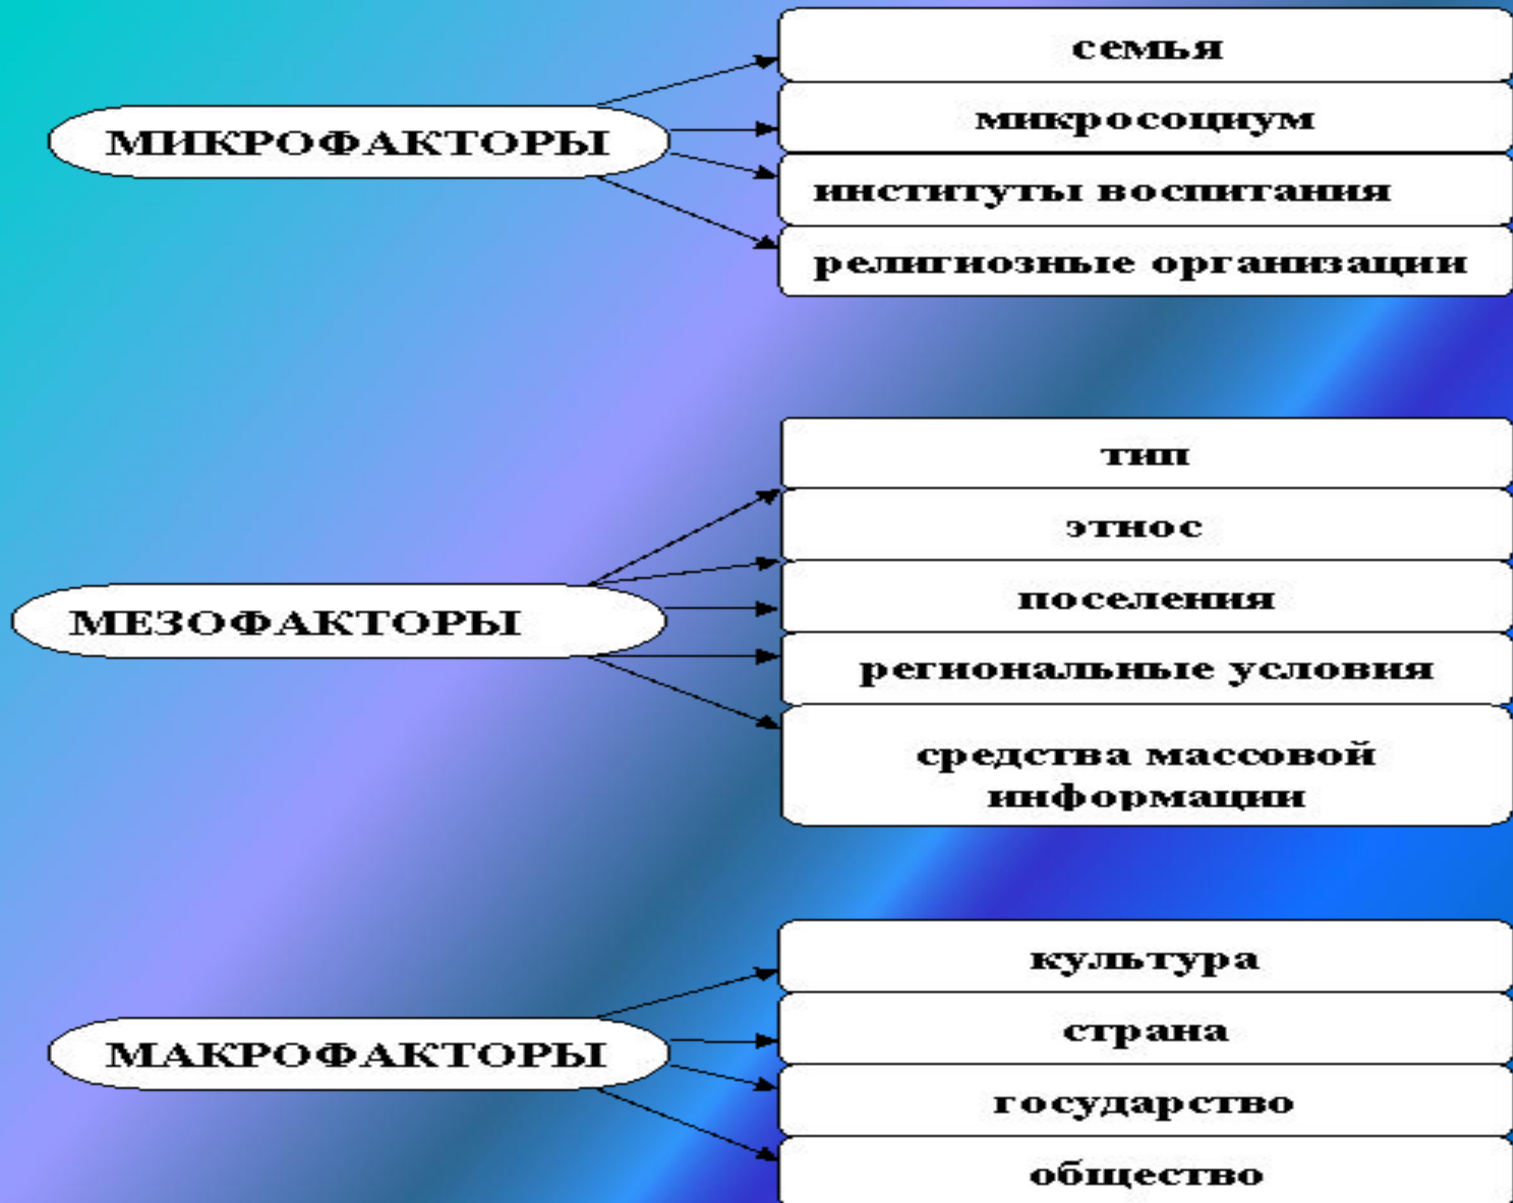 МИКРОФАКТОРЫ
семья
микросоциум
институты воспитания
религиозные организации
МЕЗОФАКТОРЫ
тип
этнос
поселения
региональные условия
средства массовой
информации
МАКРОФАКТОРЫ
культура
страна
государство
общество